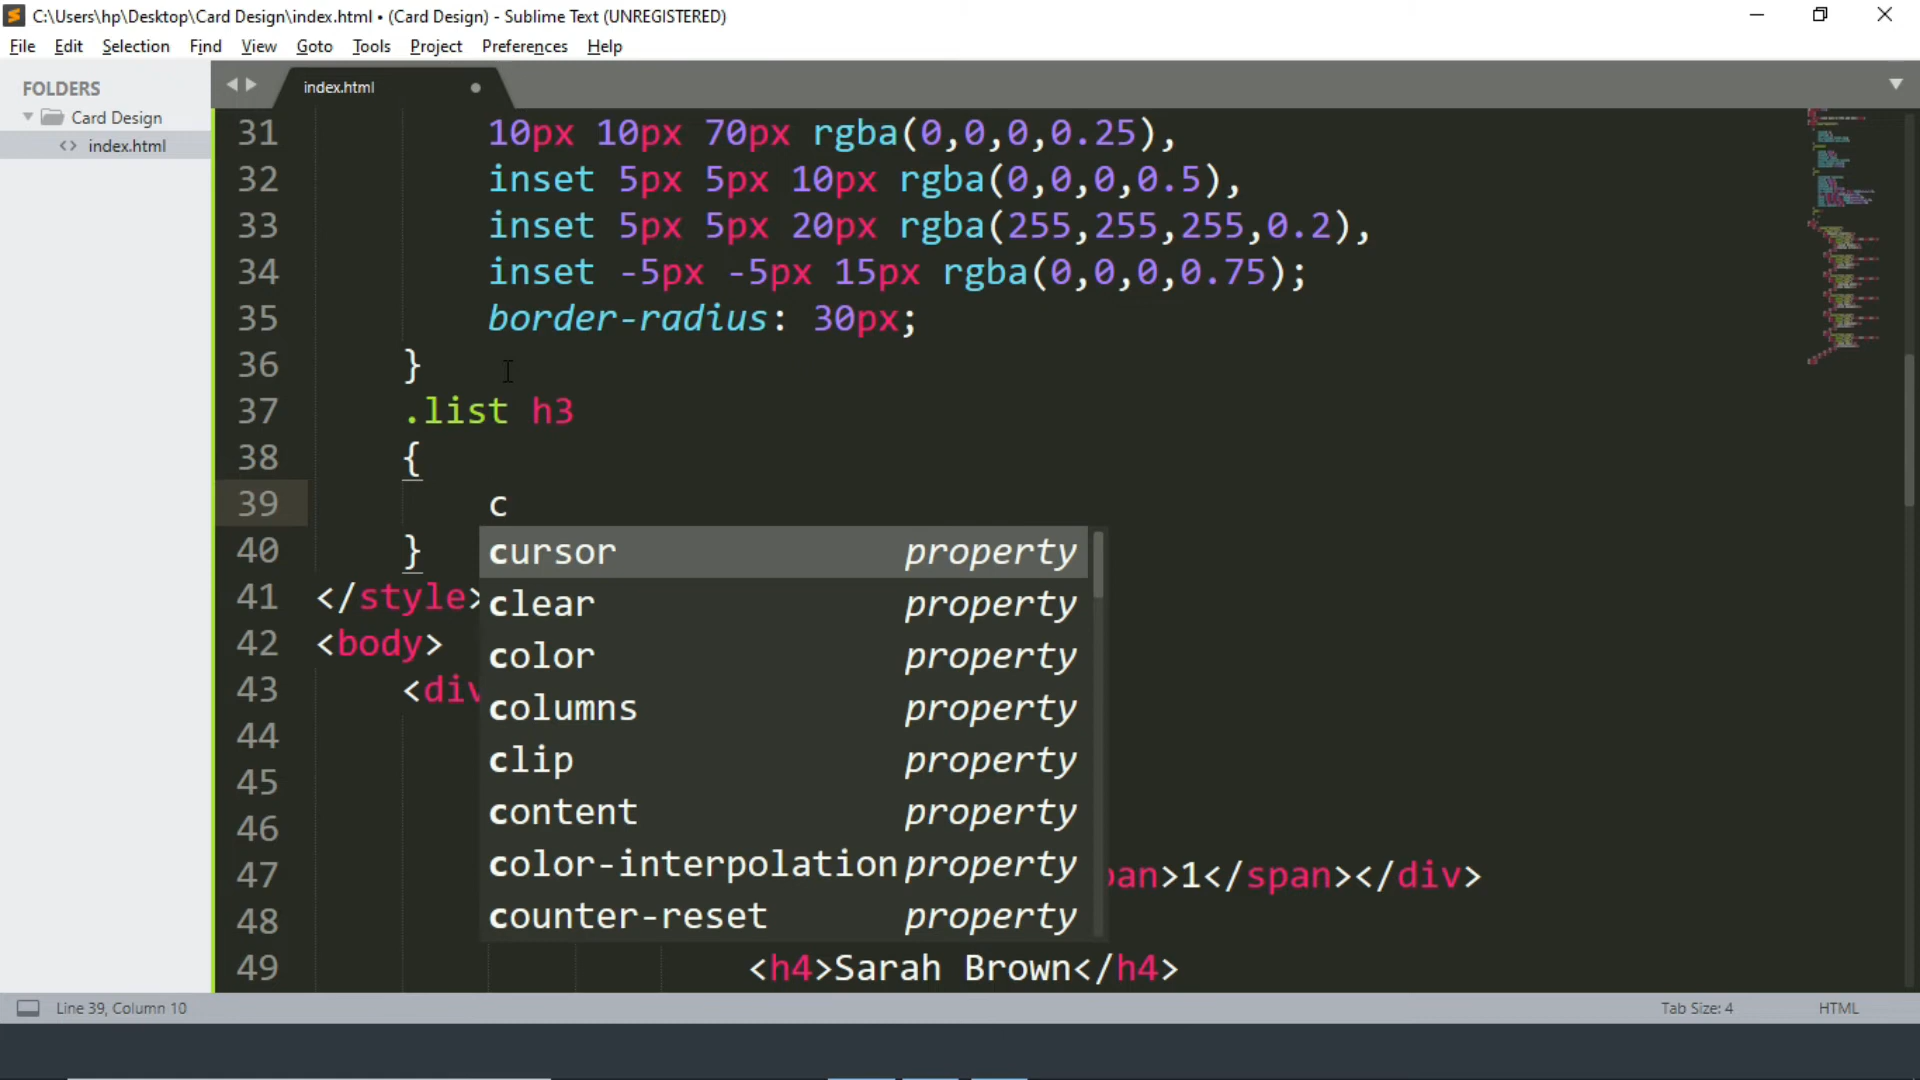 C:\Users\hp\Desktop\Card Design\index.html • (Card Design) - Sublime Text (UNREGISTERED)
File Edit Selection Find View Goto Tools Project Preferences Help
FOLDERS
Card Design
<> index.html
index.html
31 10px 10px 70px rgba(0,0,0,0.25),
32 inset 5px 5px 10px rgba(0,0,0,0.5),
33 inset 5px 5px 20px rgba(255,255,255,0.2),
34 inset -5px -5px 15px rgba(0,0,0,0.75);
35 border-radius: 30px;
36 }
37 .list h3
38 {
39 c
cursor property
40 }
clear property
41 </style>
color property
42 <body>
columns property
43 <div
clip property
44
content property
45
color-interpolation property
46
counter-reset property
47 pan>1</span></div>
48
49 <h4>Sarah Brown</h4>
Line 39, Column 10
Tab Size: 4
HTML